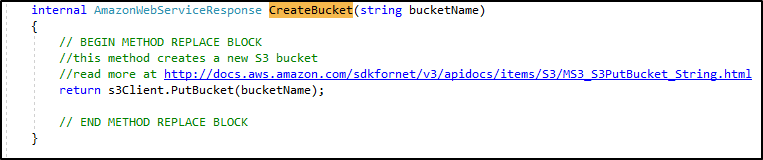 internal AmazonWebServiceResponse CreateBucket(string bucketName)
{
// BEGIN METHOD REPLACE BLOCK
//this method creates a new S3 bucket
//read more at http://docs.aws.amazon.com/sdkfornet/v3/apidocs/items/S3/MS3_S3PutBucket_String.html
return s3Client.PutBucket(bucketName);
// END METHOD REPLACE BLOCK
}